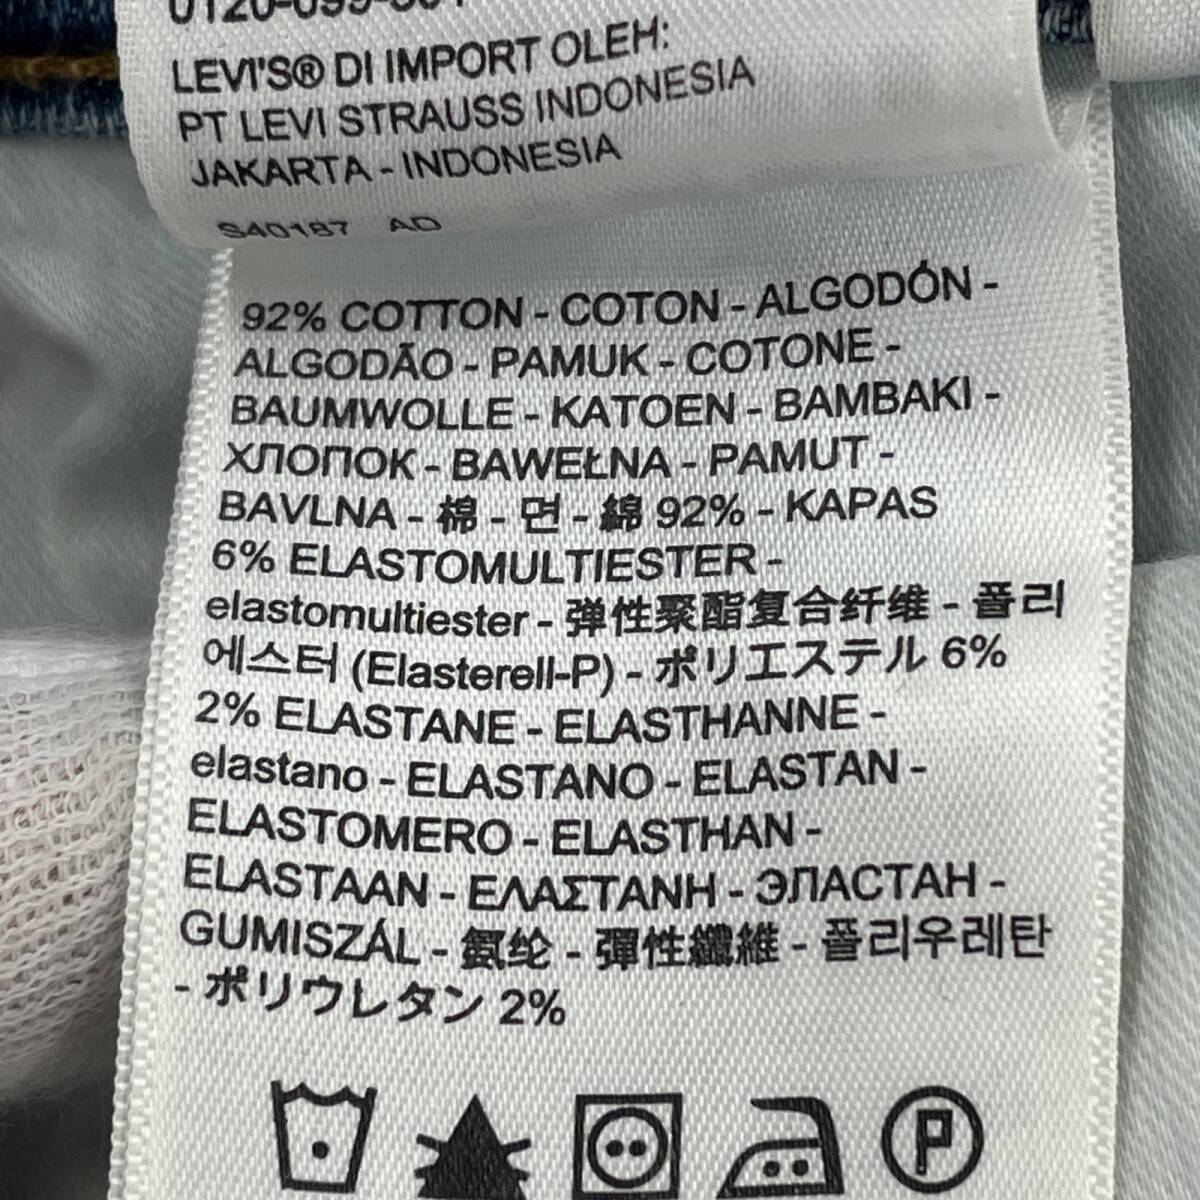 LEVI'S® DI IMPORT OLEH:
PT LEVI STRAUSS INDONESIA
JAKARTA - INDONESIA
S40187 AD
92% COTTON - COTON - ALGODÓN -
ALGODÃO - PAMUK - COTONE -
BAUMWOLLE - KATOEN - BAMBAKI -
ХЛОПОК - BAWEŁNA - PAMUT -
BAVLNA - 棉 - 면 - 綿 92% - KAPAS
6% ELASTOMULTIESTER -
elastomultiester - 弹性聚酯复合纤维 - 폴리
에스터 (Elasterell-P) - ポリエステル 6%
2% ELASTANE - ELASTHANNE -
elastano - ELASTANO - ELASTAN -
ELASTOMERO - ELASTHAN -
ELASTAAN - ΕΛΑΣΤΑΝΗ - ЭЛАСТАН -
GUMISZÁL - 氨纶 - 彈性纖維 - 폴리우레탄
- ポリウレタン 2%
P